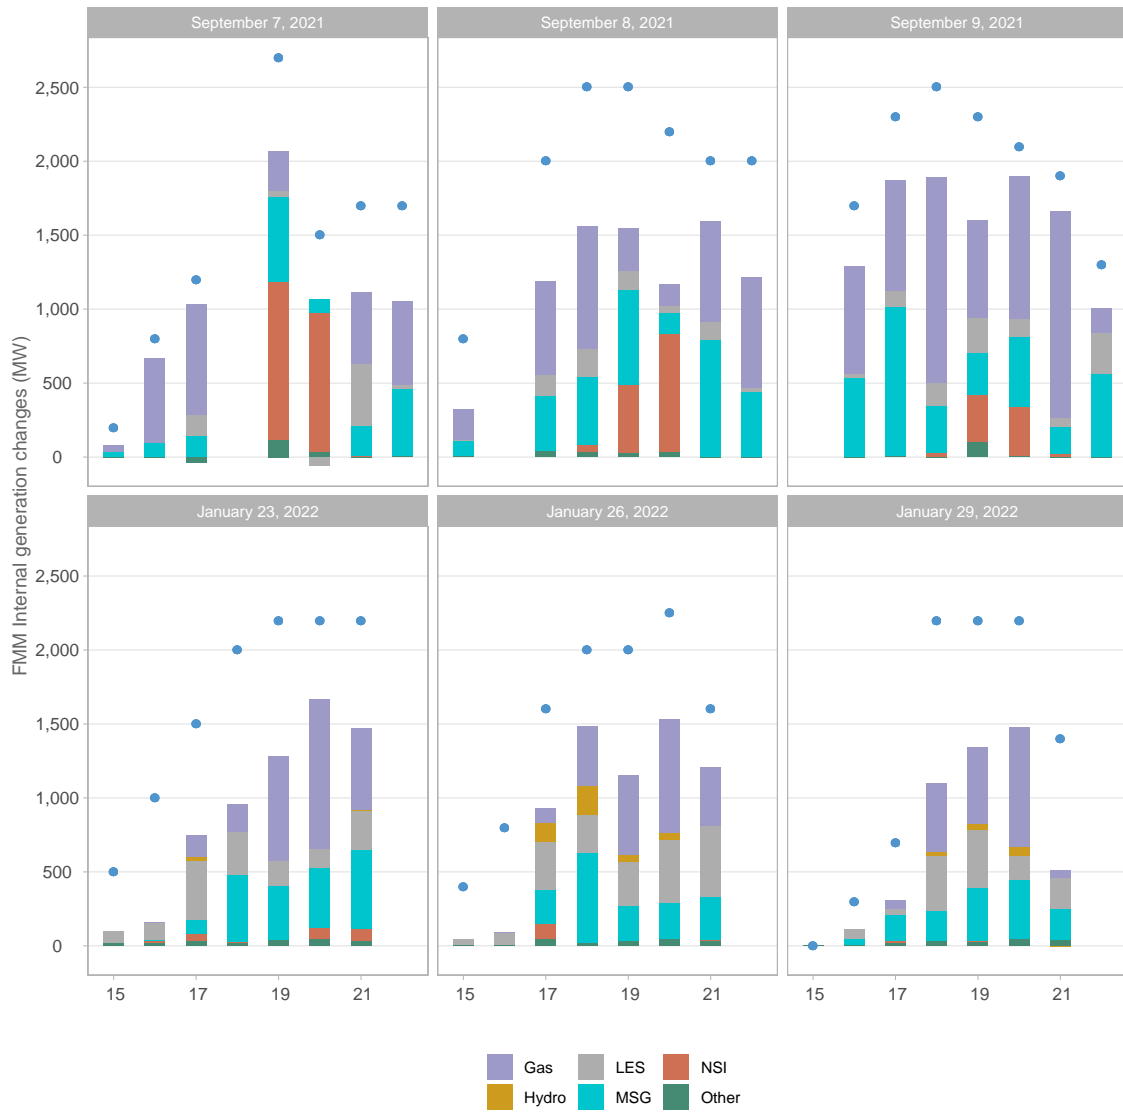 September 7, 2021 September 8, 2021 September 9, 2021
2,500
2,000
1,500
1,000
500
0
January 23, 2022 January 26, 2022 January 29, 2022
2,500
2,000
1,500
1,000
500
0
FMM Internal generation changes (MW)
15 17 19 21 15 17 19 21 15 17 19 21
Gas LES NSI
Hydro MSG Other